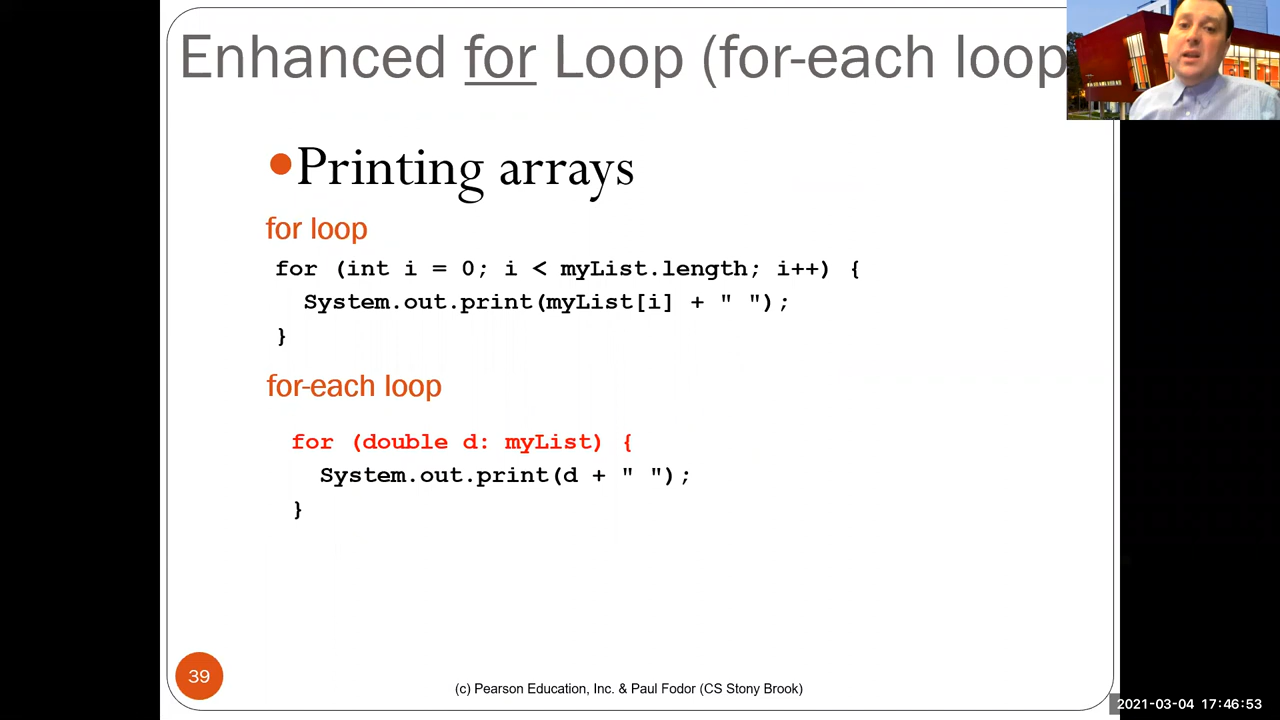 Enhanced for Loop (for-each loop
•Printing arrays
for loop
for (int i = 0; i < myList.length; i++) {
System.out.print(myList[i] + " ");
}
for-each loop
for (double d: myList) {
System.out.print(d + " ");
}
39
(c) Pearson Education, Inc. & Paul Fodor (CS Stony Brook)
2021-03-04 17:46:53